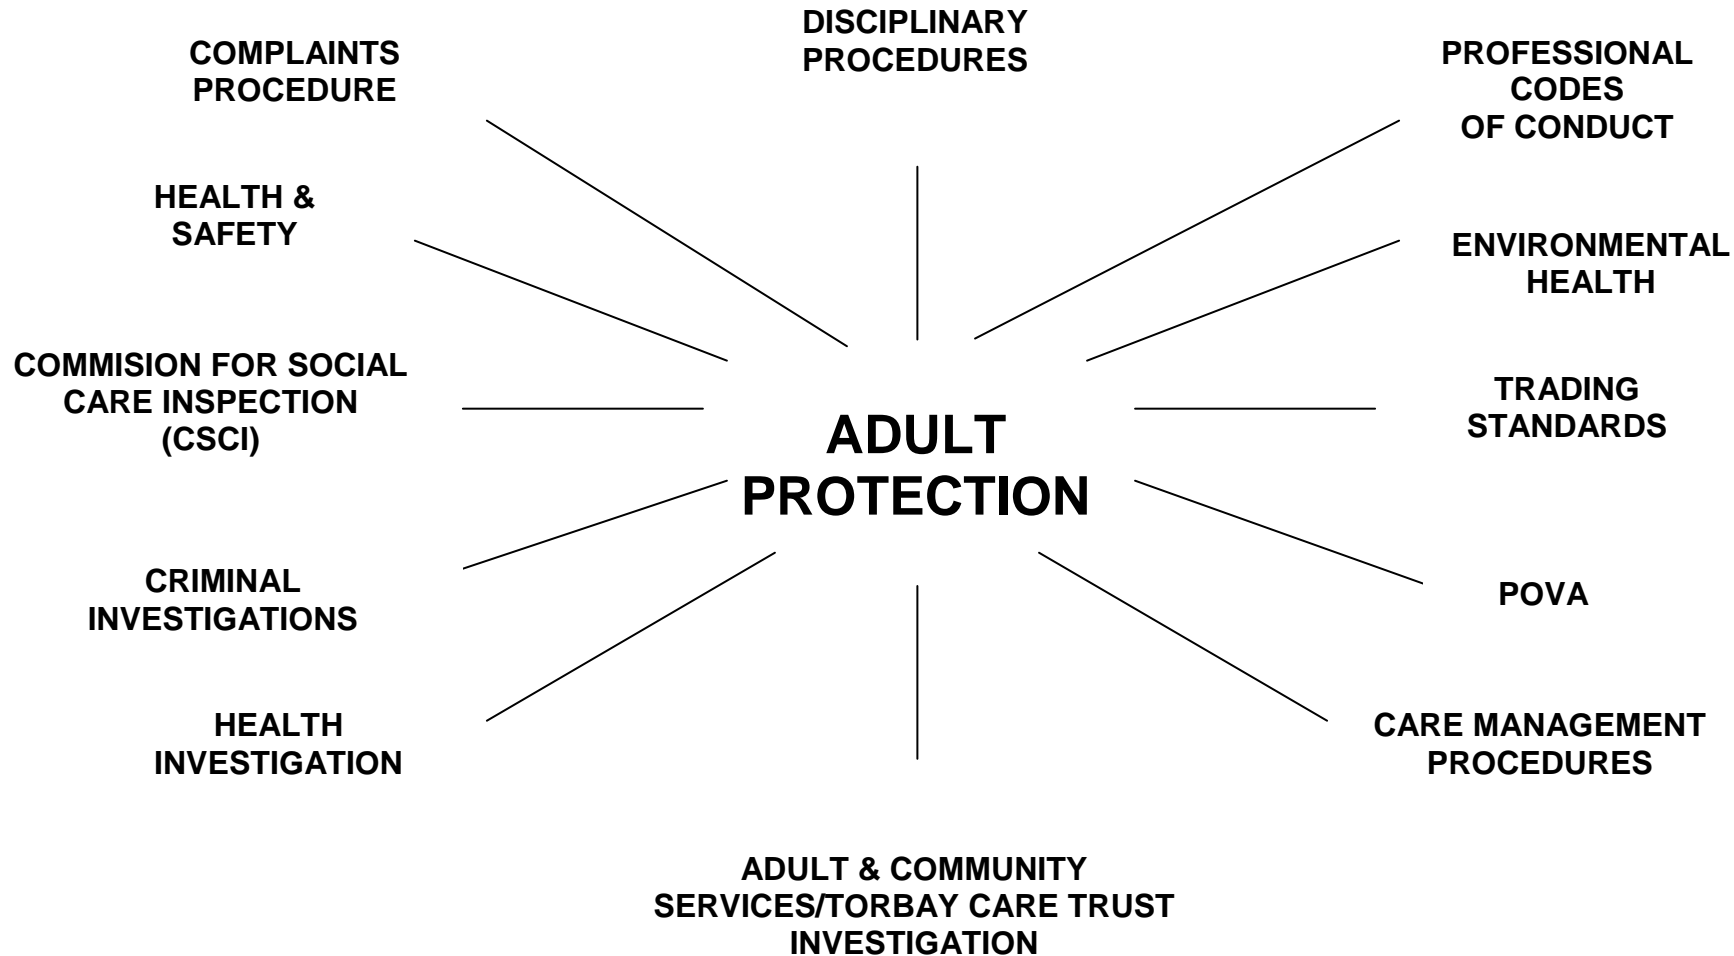 DISCIPLINARY
PROCEDURES
COMPLAINTS
PROCEDURE
PROFESSIONAL
CODES
OF CONDUCT
HEALTH &
SAFETY
ENVIRONMENTAL
HEALTH
COMMISION FOR SOCIAL
CARE INSPECTION
(CSCI)
TRADING
STANDARDS
ADULT
PROTECTION
CRIMINAL
INVESTIGATIONS
POVA
HEALTH
INVESTIGATION
CARE MANAGEMENT
PROCEDURES
ADULT & COMMUNITY
SERVICES/TORBAY CARE TRUST
INVESTIGATION